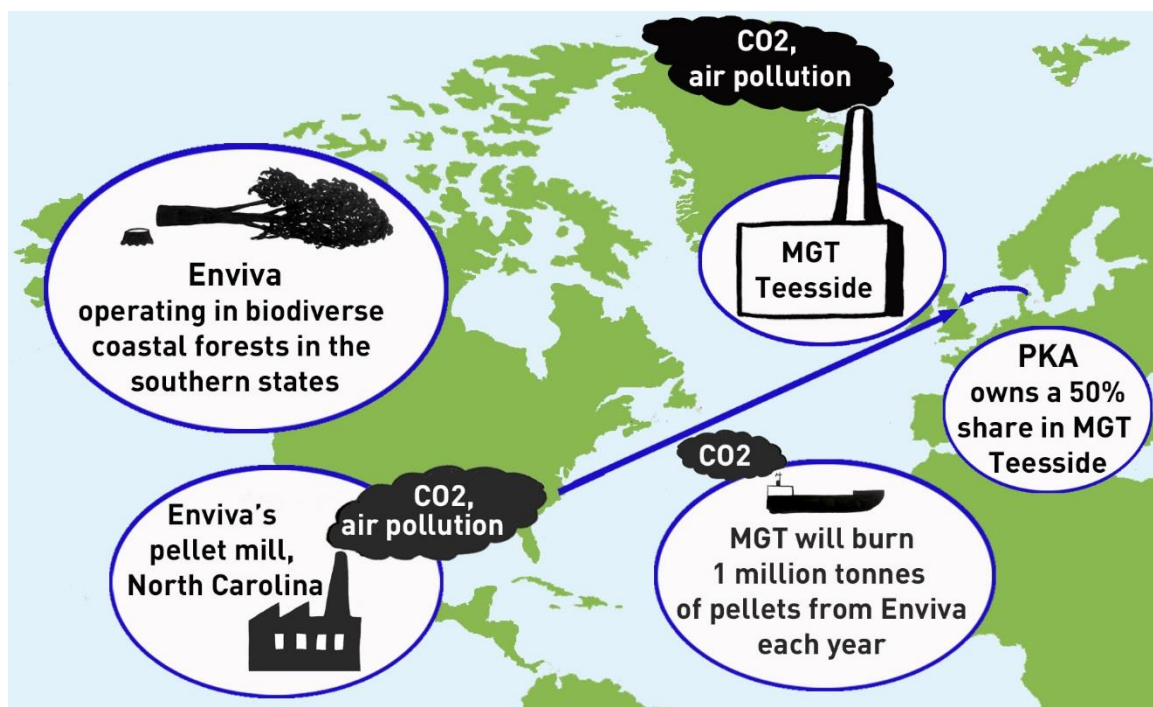 CO2,
air pollution
MGT
Teesside
Enviva
operating in biodiverse
coastal forests in the
southern states
PKA
owns a 50%
share in MGT
Teesside
CO2,
air pollution
Enviva's
pellet mill,
North Carolina
CO2
MGT will burn
1 million tonnes
of pellets from Enviva
each year